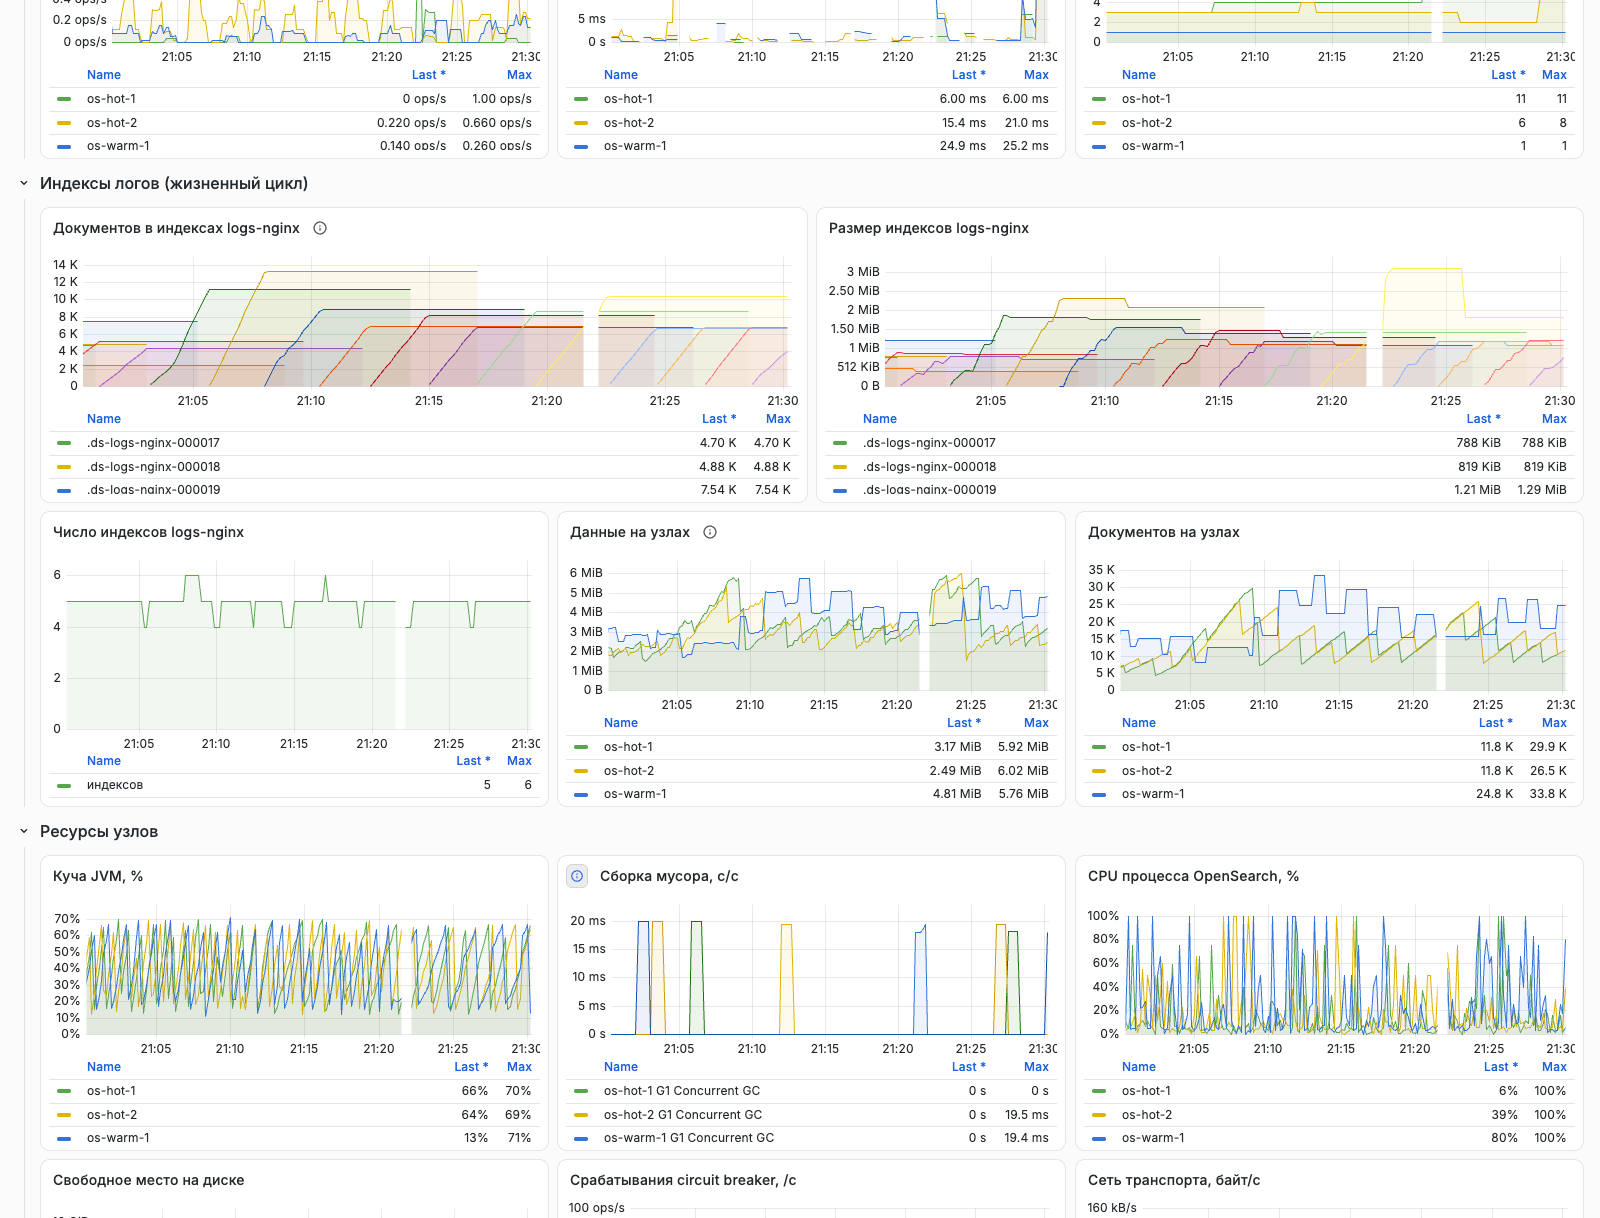 0.4 ops/s
0.2 ops/s
0 ops/s
21:05 21:10 21:15 21:20 21:25 21:30
Name Last * Max
os-hot-1 0 ops/s 1.00 ops/s
os-hot-2 0.220 ops/s 0.660 ops/s
os-warm-1 0.140 ops/s 0.260 ops/s
5 ms
0 s
21:05 21:10 21:15 21:20 21:25 21:30
Name Last * Max
os-hot-1 6.00 ms 6.00 ms
os-hot-2 15.4 ms 21.0 ms
os-warm-1 24.9 ms 25.2 ms
4
2
0
21:05 21:10 21:15 21:20 21:25 21:30
Name Last * Max
os-hot-1 11 11
os-hot-2 6 8
os-warm-1 1 1
Индексы логов (жизненный цикл)
Документов в индексах logs-nginx
14 K
12 K
10 K
8 K
6 K
4 K
2 K
0
21:05 21:10 21:15 21:20 21:25 21:30
Name Last * Max
.ds-logs-nginx-000017 4.70 K 4.70 K
.ds-logs-nginx-000018 4.88 K 4.88 K
.ds-logs-nginx-000019 7.54 K 7.54 K
Размер индексов logs-nginx
3 MiB
2.50 MiB
2 MiB
1.50 MiB
1 MiB
512 KiB
0 B
21:05 21:10 21:15 21:20 21:25 21:30
Name Last * Max
.ds-logs-nginx-000017 788 KiB 788 KiB
.ds-logs-nginx-000018 819 KiB 819 KiB
.ds-logs-nginx-000019 1.21 MiB 1.29 MiB
Число индексов logs-nginx
6
4
2
0
21:05 21:10 21:15 21:20 21:25 21:30
Name Last * Max
индексов 5 6
Данные на узлах
6 MiB
5 MiB
4 MiB
3 MiB
2 MiB
1 MiB
0 B
21:05 21:10 21:15 21:20 21:25 21:30
Name Last * Max
os-hot-1 3.17 MiB 5.92 MiB
os-hot-2 2.49 MiB 6.02 MiB
os-warm-1 4.81 MiB 5.76 MiB
Документов на узлах
35 K
30 K
25 K
20 K
15 K
10 K
5 K
0
21:05 21:10 21:15 21:20 21:25 21:30
Name Last * Max
os-hot-1 11.8 K 29.9 K
os-hot-2 11.8 K 26.5 K
os-warm-1 24.8 K 33.8 K
Ресурсы узлов
Куча JVM, %
70%
60%
50%
40%
30%
20%
10%
0%
21:05 21:10 21:15 21:20 21:25 21:30
Name Last * Max
os-hot-1 66% 70%
os-hot-2 64% 69%
os-warm-1 13% 71%
Сборка мусора, с/с
20 ms
15 ms
10 ms
5 ms
0 s
21:05 21:10 21:15 21:20 21:25 21:30
Name Last * Max
os-hot-1 G1 Concurrent GC 0 s 0 s
os-hot-2 G1 Concurrent GC 0 s 19.5 ms
os-warm-1 G1 Concurrent GC 0 s 19.4 ms
CPU процесса OpenSearch, %
100%
80%
60%
40%
20%
0%
21:05 21:10 21:15 21:20 21:25 21:30
Name Last * Max
os-hot-1 6% 100%
os-hot-2 39% 100%
os-warm-1 80% 100%
Свободное место на диске
Срабатывания circuit breaker, /с
100 ops/s
Сеть транспорта, байт/с
160 kB/s